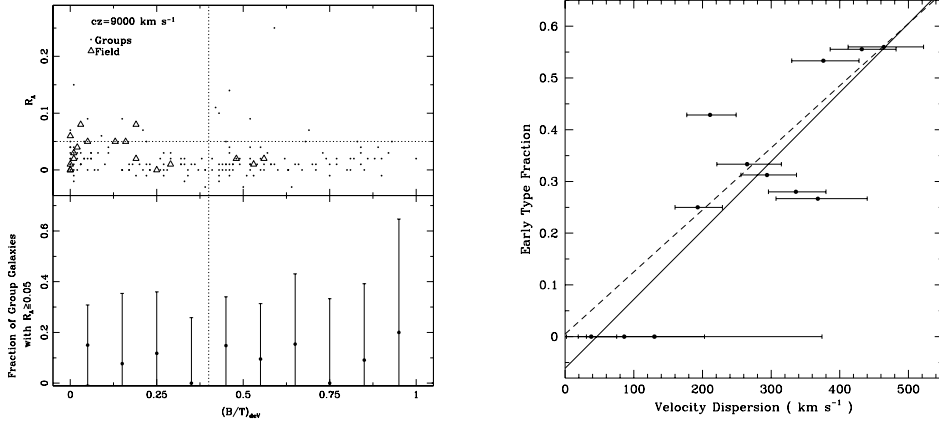 cz=9000 km s⁻¹
Groups
Field
0.2
0.1
0
R_A
0.6
0.4
0.2
0
Fraction of Group Galaxies
with R_A≥0.05
0
0.25
0.5
0.75
1
(B/T)_deV
0.6
0.5
0.4
0.3
0.2
0.1
0
Early Type Fraction
0
100
200
300
400
500
Velocity Dispersion ( km s⁻¹)